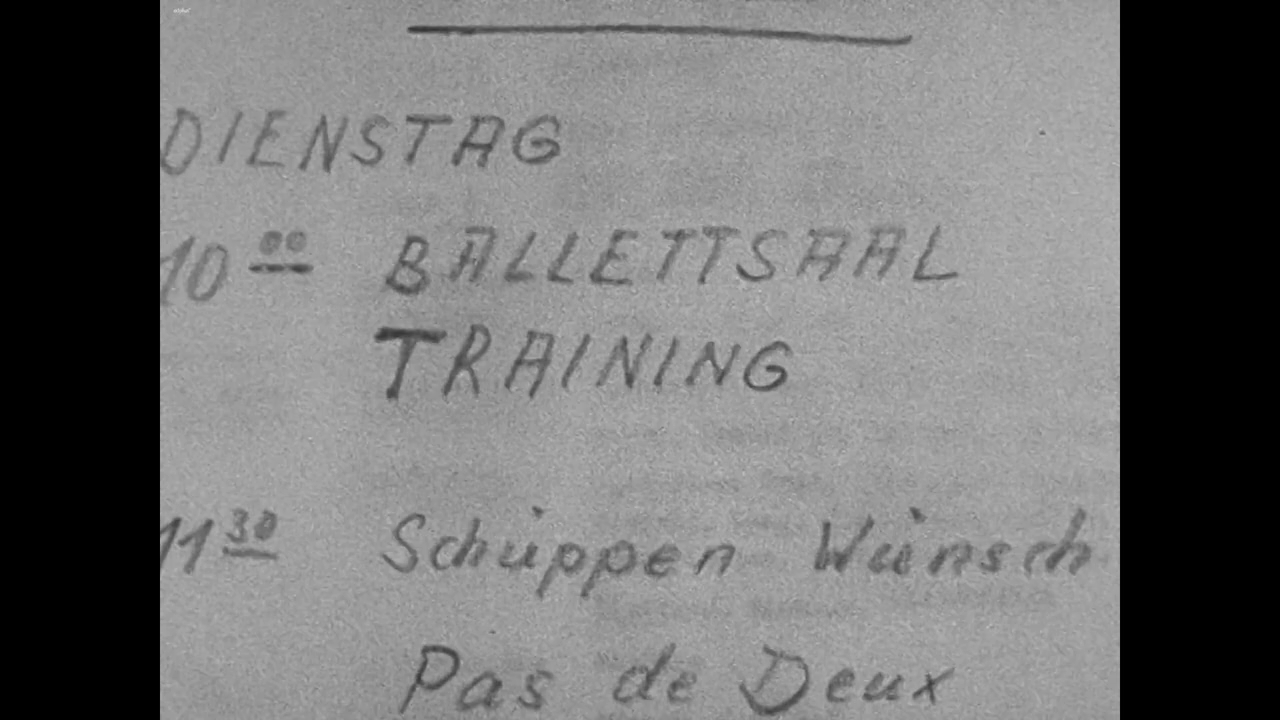 DIENSTAG
10 00 BALLETTSAAL
TRAINING
11 30 Schüppen Wünsch
Pas de Deux